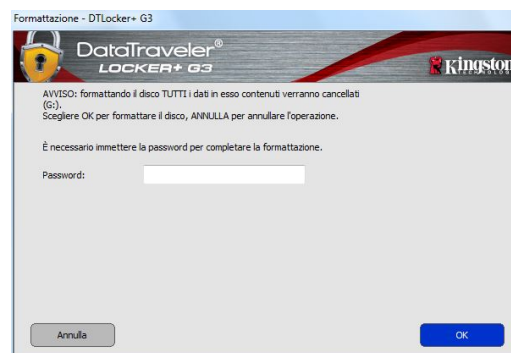 Formattazione - DTLocker+ G3
DataTraveler®
LOCKER+ G3
Kingston
TECHNOLOGY
AVVISO: formattando il disco TUTTI i dati in esso contenuti verranno cancellati
(G:).
Scegliere OK per formattare il disco, ANNULLA per annullare l'operazione.
È necessario immettere la password per completare la formattazione.
Password:
Annulla
OK